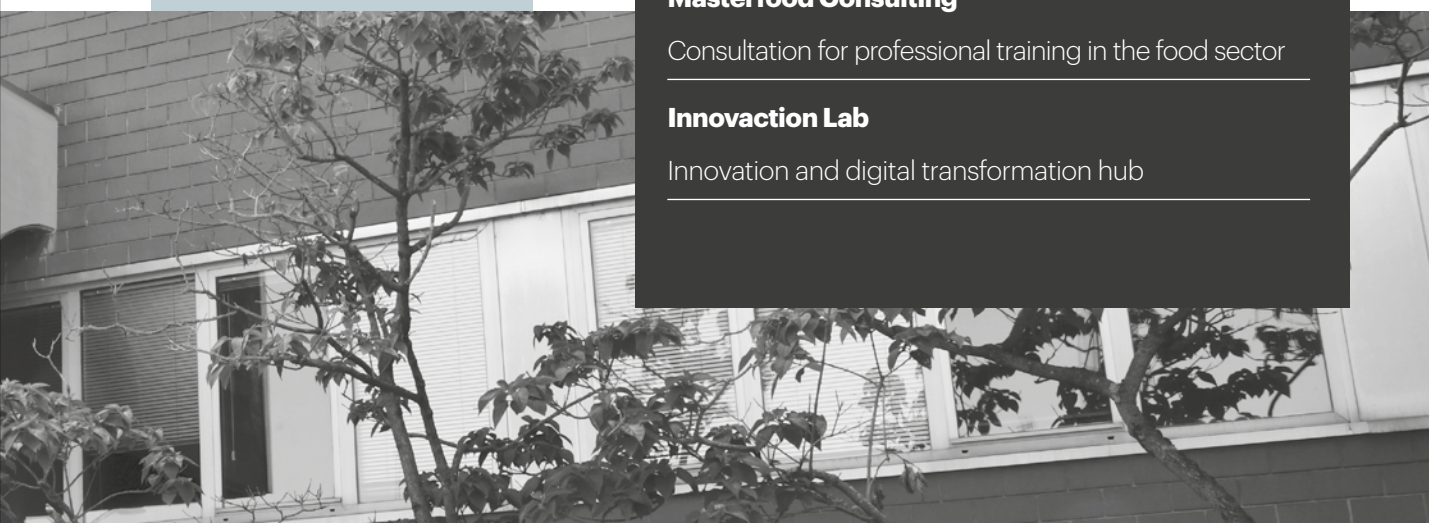 Masterfood Consulting
Consultation for professional training in the food sector
Innovaction Lab
Innovation and digital transformation hub